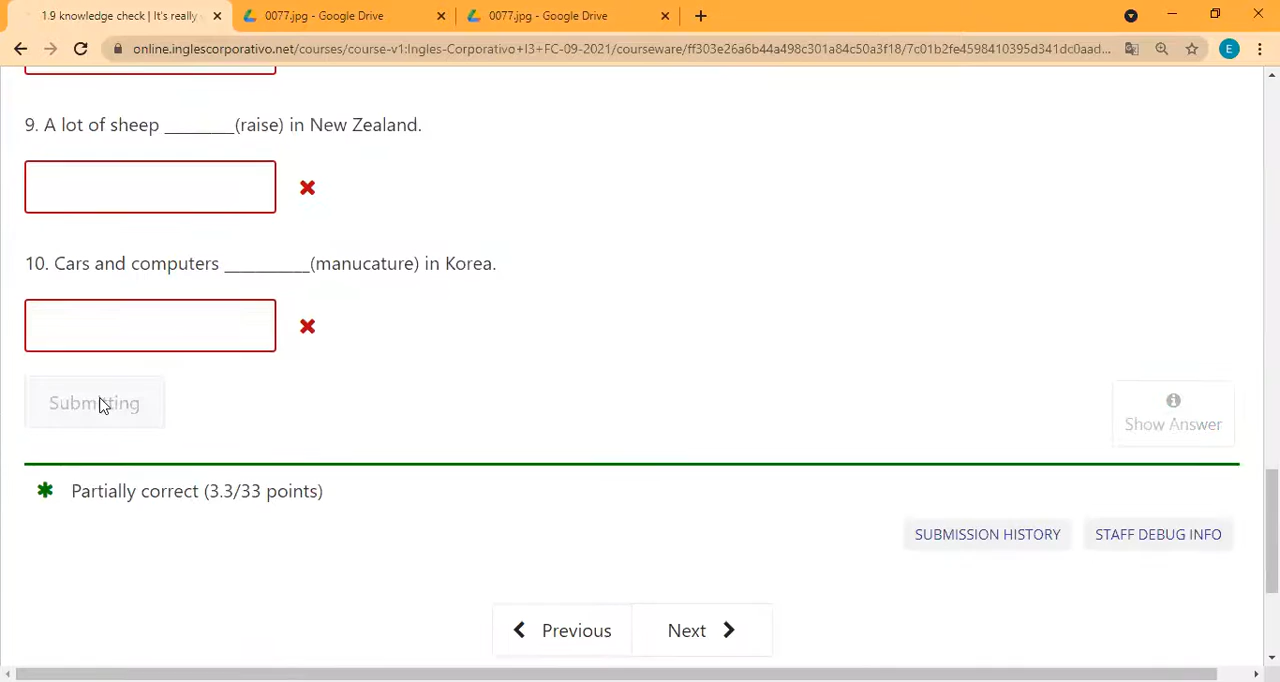 1.9 knowledge check | It's really
0077.jpg - Google Drive
0077.jpg - Google Drive
online.inglescorporativo.net/courses/course-v1:Ingles-Corporativo+I3+FC-09-2021/courseware/ff303e26a6b44a498c301a84c50a3f18/7c01b2fe4598410395d341dc0aad...
E
9. A lot of sheep ________(raise) in New Zealand.
10. Cars and computers __________(manucature) in Korea.
Submitting
Show Answer
Partially correct (3.3/33 points)
SUBMISSION HISTORY
STAFF DEBUG INFO
Previous
Next